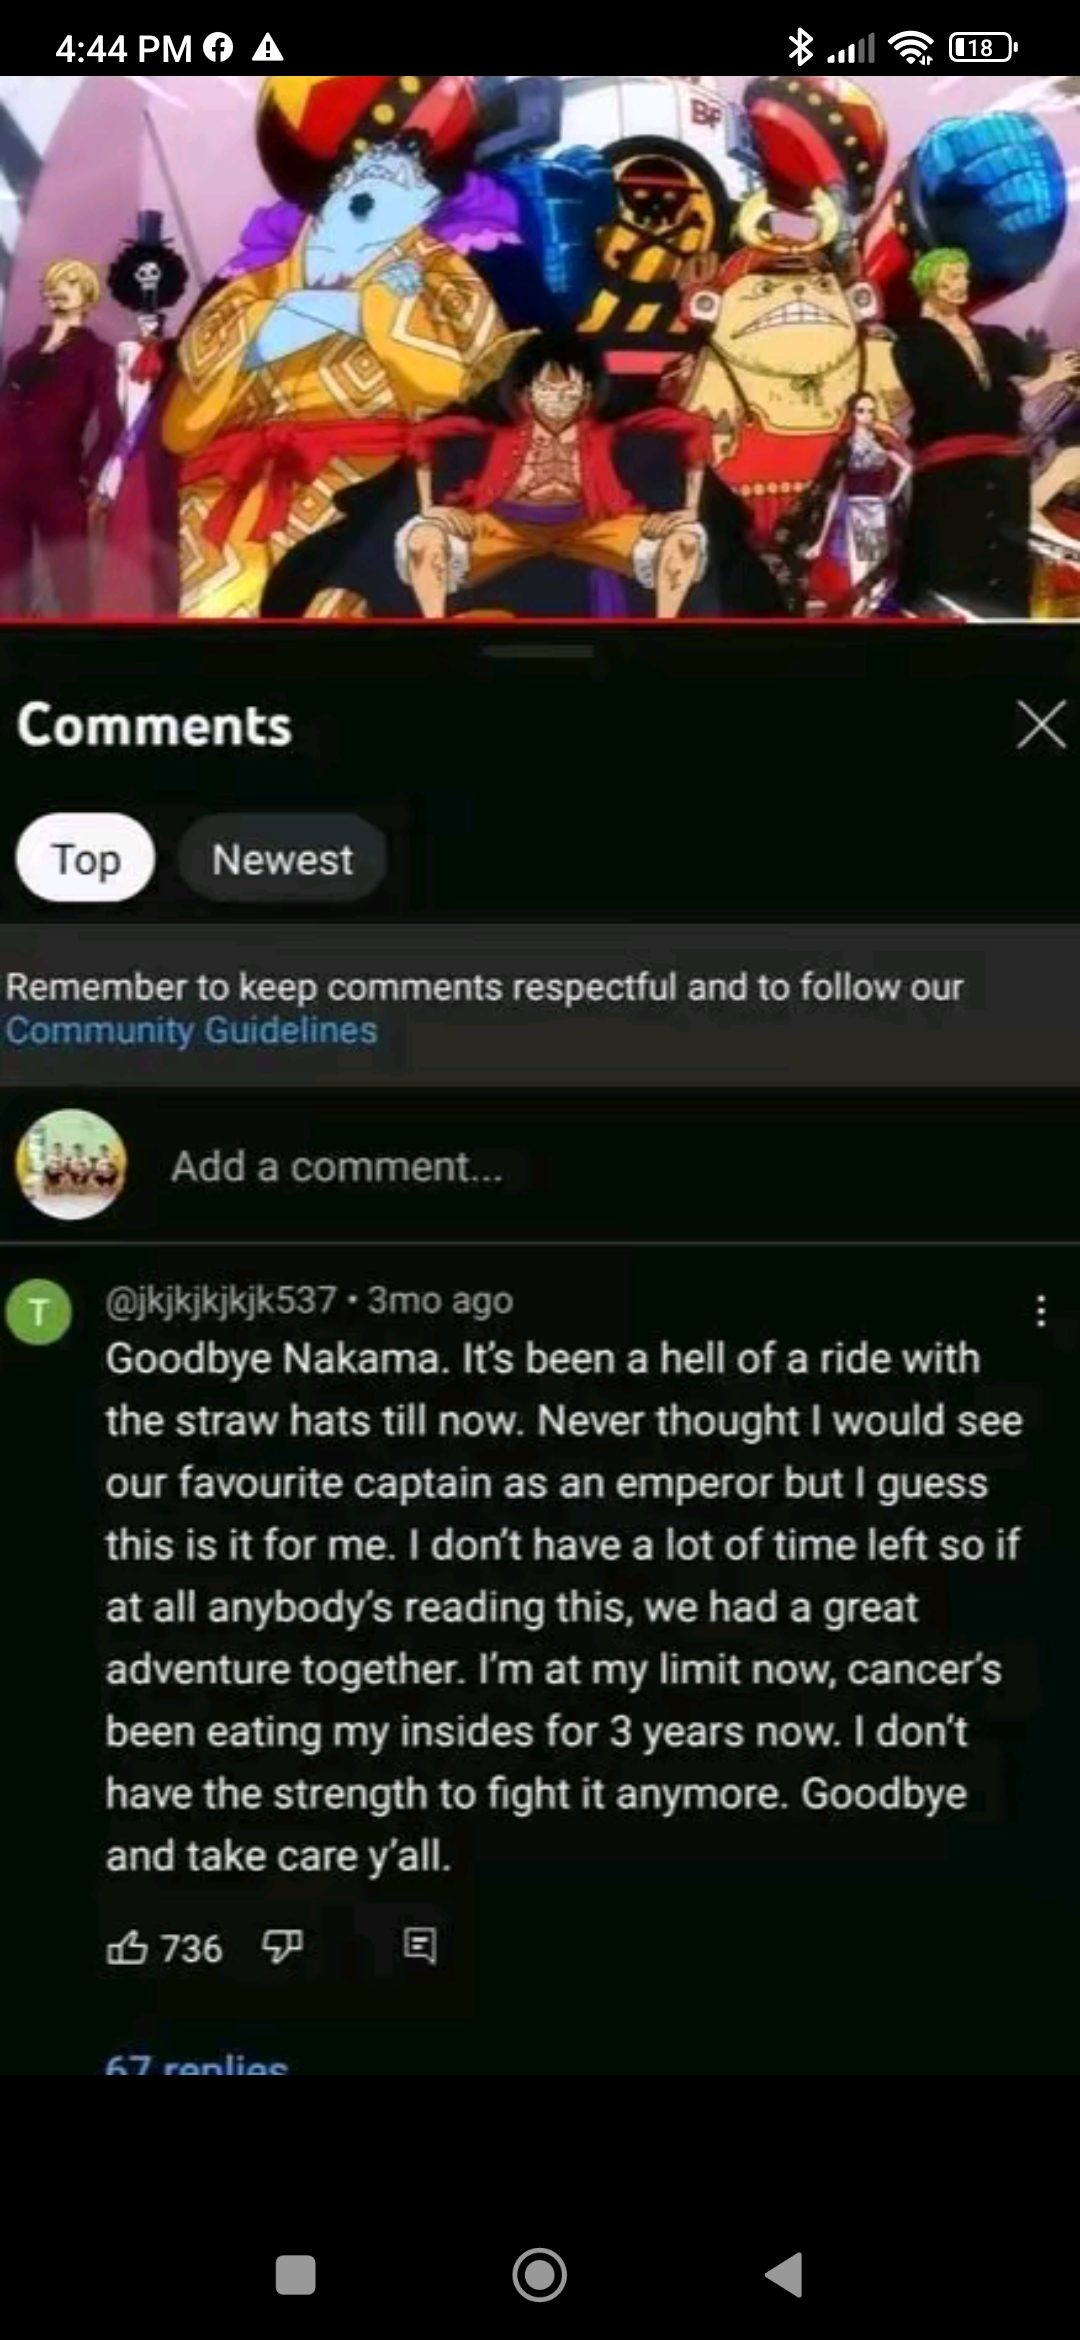 4:44 PM
18
BF
Comments
Top
Newest
Remember to keep comments respectful and to follow our
Community Guidelines
Add a comment...
T
@jkjkjkjkjk537 • 3mo ago
Goodbye Nakama. It's been a hell of a ride with
the straw hats till now. Never thought I would see
our favourite captain as an emperor but I guess
this is it for me. I don't have a lot of time left so if
at all anybody's reading this, we had a great
adventure together. I'm at my limit now, cancer's
been eating my insides for 3 years now. I don't
have the strength to fight it anymore. Goodbye
and take care y'all.
736
67 replies